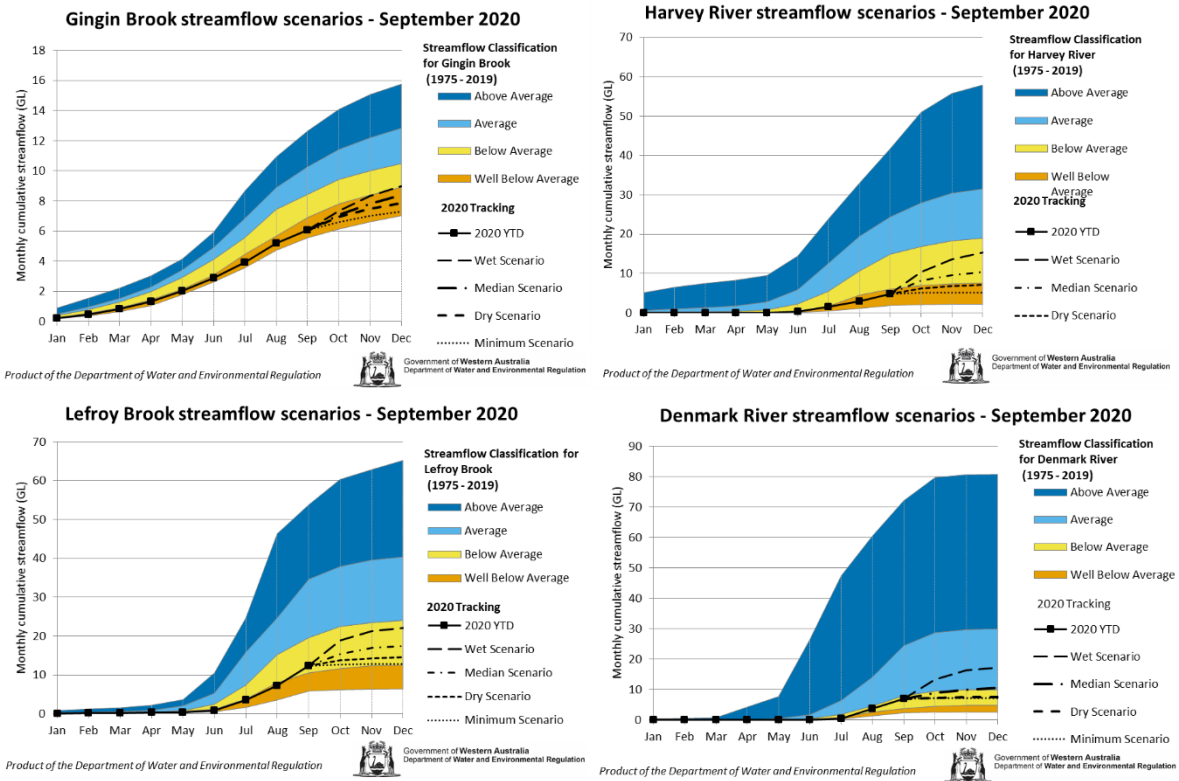 Gingin Brook streamflow scenarios - September 2020
Monthly cumulative streamflow (GL)
18
16
14
12
10
8
6
4
2
0
Jan Feb Mar Apr May Jun Jul Aug Sep Oct Nov Dec
Streamflow Classification
for Gingin Brook
(1975 - 2019)
Above Average
Average
Below Average
Well Below Average
2020 Tracking
2020 YTD
Wet Scenario
Median Scenario
Dry Scenario
Minimum Scenario
Product of the Department of Water and Environmental Regulation
Government of Western Australia
Department of Water and Environmental Regulation
Harvey River streamflow scenarios - September 2020
Monthly cumulative streamflow (GL)
70
60
50
40
30
20
10
0
Jan Feb Mar Apr May Jun Jul Aug Sep Oct Nov Dec
Streamflow Classification
for Harvey River
(1975 - 2019)
Above Average
Average
Below Average
Well Below
Average
2020 Tracking
2020 YTD
Wet Scenario
Median Scenario
Dry Scenario
Product of the Department of Water and Environmental Regulation
Government of Western Australia
Department of Water and Environmental Regulation
Lefroy Brook streamflow scenarios - September 2020
Monthly cumulative streamflow (GL)
70
60
50
40
30
20
10
0
Jan Feb Mar Apr May Jun Jul Aug Sep Oct Nov Dec
Streamflow Classification for
Lefroy Brook
(1975 - 2019)
Above Average
Average
Below Average
Well Below Average
2020 Tracking
2020 YTD
Wet Scenario
Median Scenario
Dry Scenario
Minimum Scenario
Product of the Department of Water and Environmental Regulation
Government of Western Australia
Department of Water and Environmental Regulation
Denmark River streamflow scenarios - September 2020
Monthly cumulative streamflow (GL)
90
80
70
60
50
40
30
20
10
0
Jan Feb Mar Apr May Jun Jul Aug Sep Oct Nov Dec
Streamflow Classification
for Denmark River
(1975 - 2019)
Above Average
Average
Below Average
Well Below Average
2020 Tracking
2020 YTD
Wet Scenario
Median Scenario
Dry Scenario
Minimum Scenario
Product of the Department of Water and Environmental Regulation
Government of Western Australia
Department of Water and Environmental Regulation